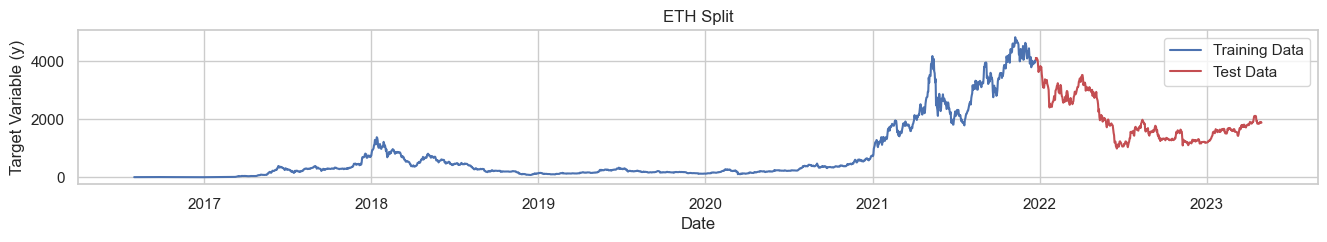 ETH Split
Target Variable (y)
4000
2000
0
Training Data
Test Data
2017 2018 2019 2020 2021 2022 2023
Date